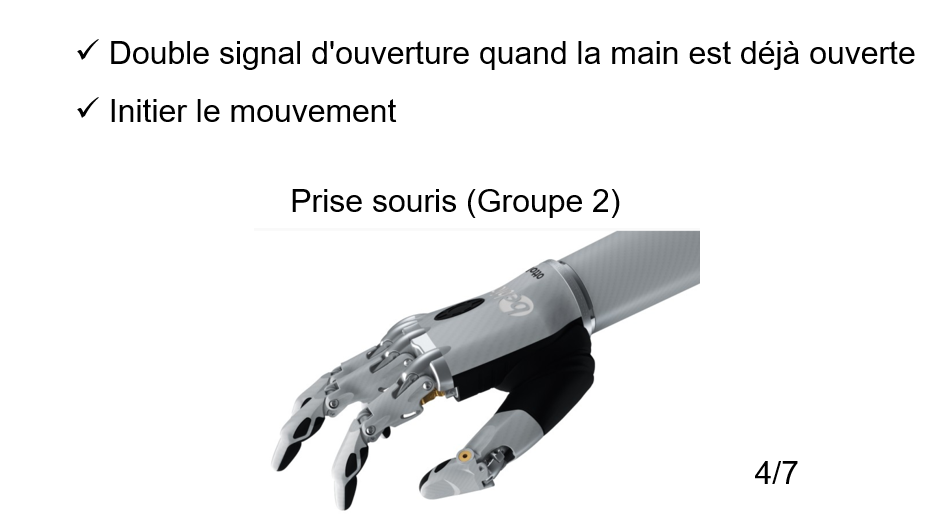 ✓ Double signal d'ouverture quand la main est déjà ouverte
✓ Initier le mouvement
Prise souris (Groupe 2)
4/7